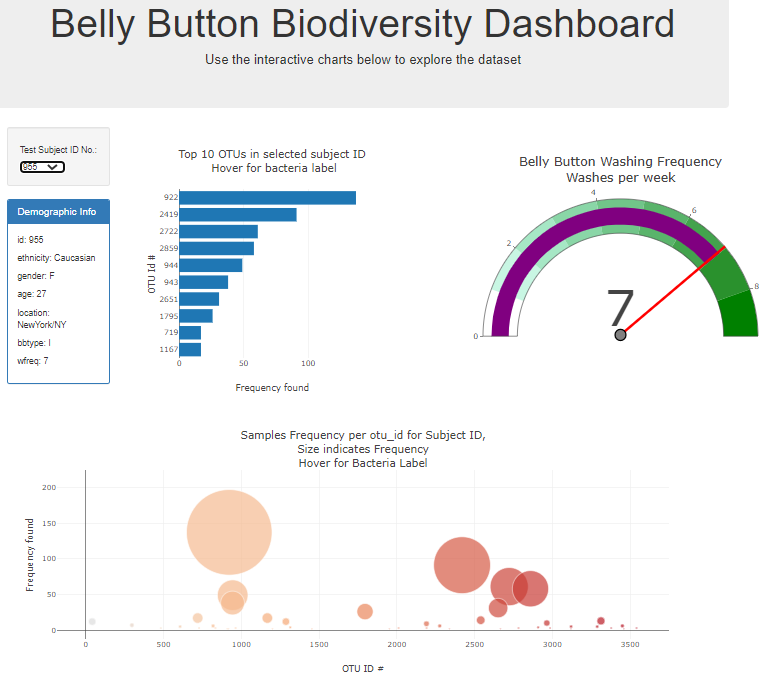 Belly Button Biodiversity Dashboard
Use the interactive charts below to explore the dataset
Test Subject ID No.:
955
Demographic Info
id: 955
ethnicity: Caucasian
gender: F
age: 27
location:
NewYork/NY
bbtype: I
wfreq: 7
Top 10 OTUs in selected subject ID
Hover for bacteria label
OTU Id #
922
2419
2722
2859
944
943
2651
1795
719
1167
0
50
100
Frequency found
Belly Button Washing Frequency
Washes per week
0
2
4
6
8
7
Samples Frequency per otu_id for Subject ID,
Size indicates Frequency
Hover for Bacteria Label
Frequency found
200
150
100
50
0
0
500
1000
1500
2000
2500
3000
3500
OTU ID #